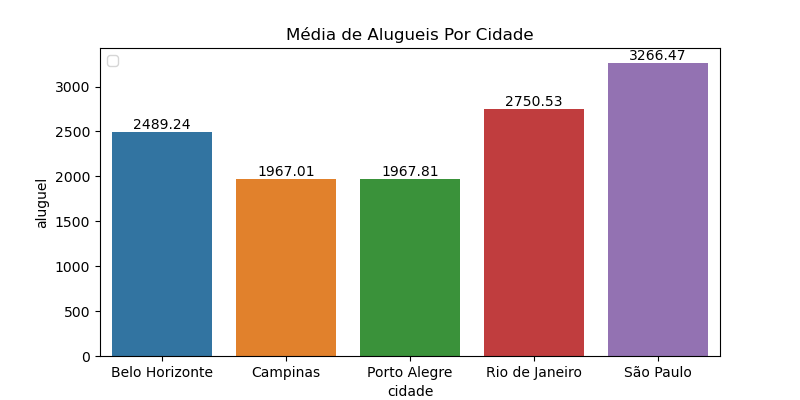 Média de Alugueis Por Cidade
3266.47
2750.53
2489.24
1967.01 1967.81
aluguel
3000
2500
2000
1500
1000
500
0
Belo Horizonte Campinas Porto Alegre Rio de Janeiro São Paulo
cidade